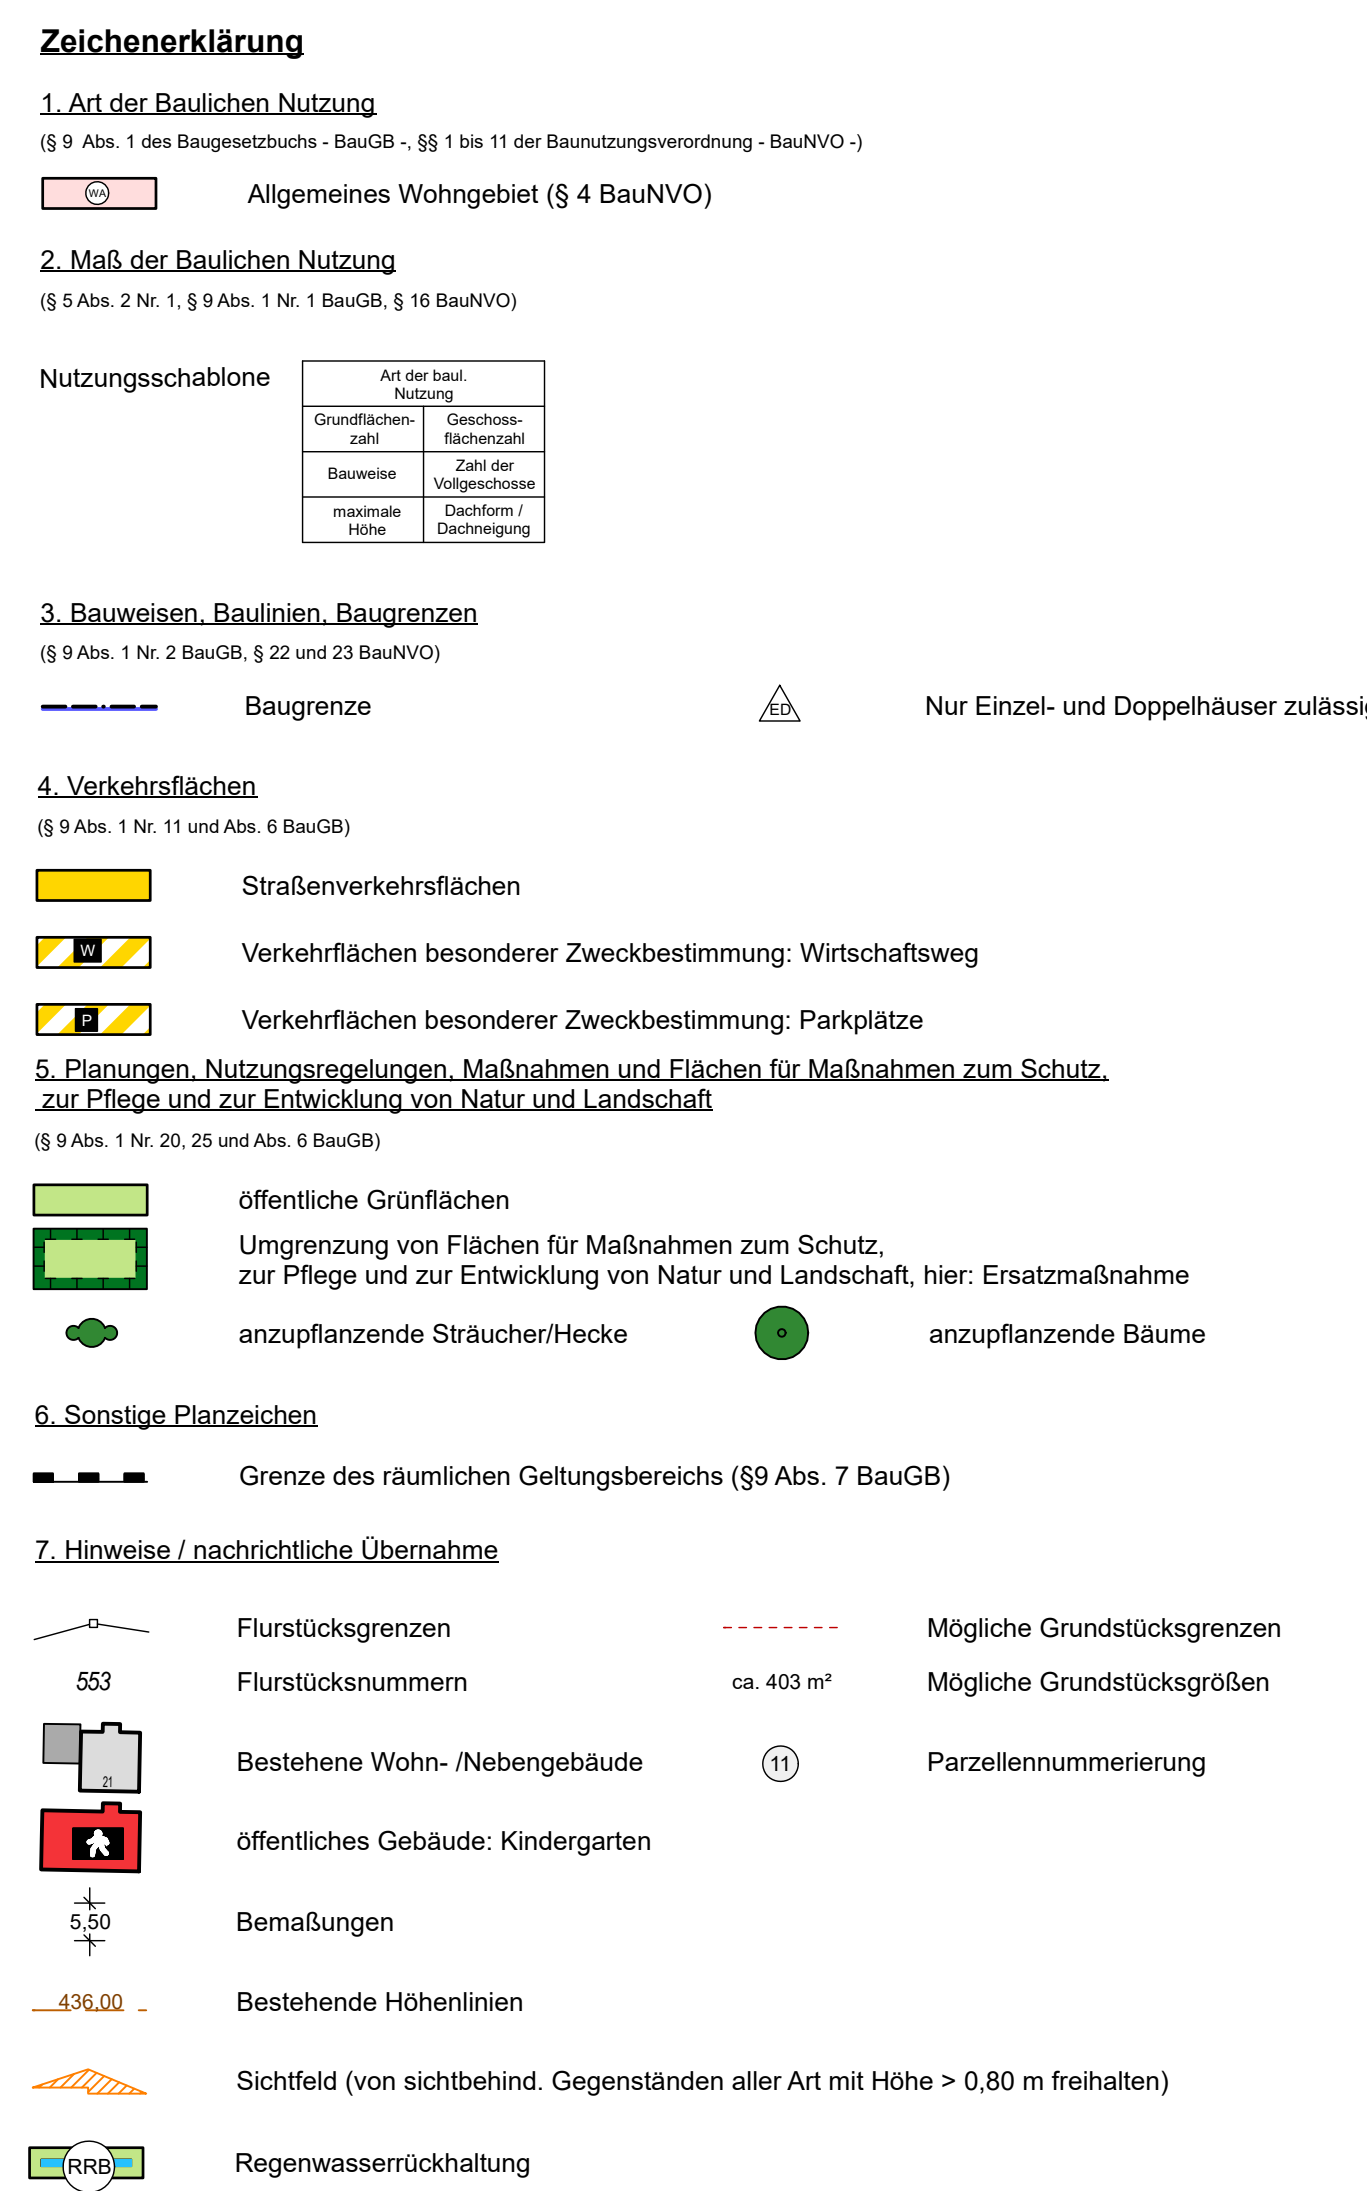 Zeichenerklärung
1. Art der Baulichen Nutzung
(§ 9  Abs. 1 des Baugesetzbuchs - BauGB -, §§ 1 bis 11 der Baunutzungsverordnung - BauNVO -)
WA Allgemeines Wohngebiet (§ 4 BauNVO)
2. Maß der Baulichen Nutzung
(§ 5 Abs. 2 Nr. 1, § 9 Abs. 1 Nr. 1 BauGB, § 16 BauNVO)
Nutzungsschablone
Art der baul.
Nutzung
Grundflächen-
zahl
Geschoss-
flächenzahl
Bauweise
Zahl der
Vollgeschosse
maximale
Höhe
Dachform /
Dachneigung
3. Bauweisen, Baulinien, Baugrenzen
(§ 9 Abs. 1 Nr. 2 BauGB, § 22 und 23 BauNVO)
Baugrenze
ED Nur Einzel- und Doppelhäuser zulässig
4. Verkehrsflächen
(§ 9 Abs. 1 Nr. 11 und Abs. 6 BauGB)
Straßenverkehrsflächen
W Verkehrflächen besonderer Zweckbestimmung: Wirtschaftsweg
P Verkehrflächen besonderer Zweckbestimmung: Parkplätze
5. Planungen, Nutzungsregelungen, Maßnahmen und Flächen für Maßnahmen zum Schutz,
zur Pflege und zur Entwicklung von Natur und Landschaft
(§ 9 Abs. 1 Nr. 20, 25 und Abs. 6 BauGB)
öffentliche Grünflächen
Umgrenzung von Flächen für Maßnahmen zum Schutz,
zur Pflege und zur Entwicklung von Natur und Landschaft, hier: Ersatzmaßnahme
anzupflanzende Sträucher/Hecke
anzupflanzende Bäume
6. Sonstige Planzeichen
Grenze des räumlichen Geltungsbereichs (§9 Abs. 7 BauGB)
7. Hinweise / nachrichtliche Übernahme
Flurstücksgrenzen
Mögliche Grundstücksgrenzen
553 Flurstücksnummern
ca. 403 m² Mögliche Grundstücksgrößen
21 Bestehene Wohn- /Nebengebäude
11 Parzellennummerierung
öffentliches Gebäude: Kindergarten
5,50 Bemaßungen
436,00 Bestehende Höhenlinien
Sichtfeld (von sichtbehind. Gegenständen aller Art mit Höhe > 0,80 m freihalten)
RRB Regenwasserrückhaltung